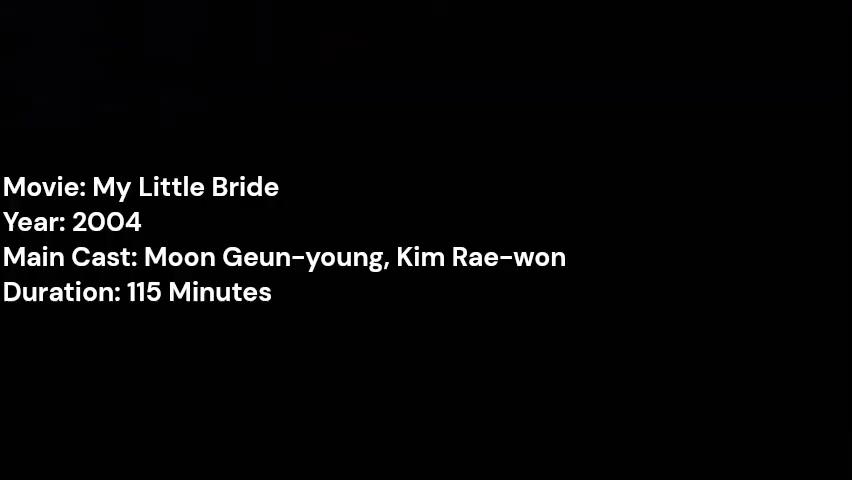 Movie: My Little Bride
Year: 2004
Main Cast: Moon Geun-young, Kim Rae-won
Duration: 115 Minutes